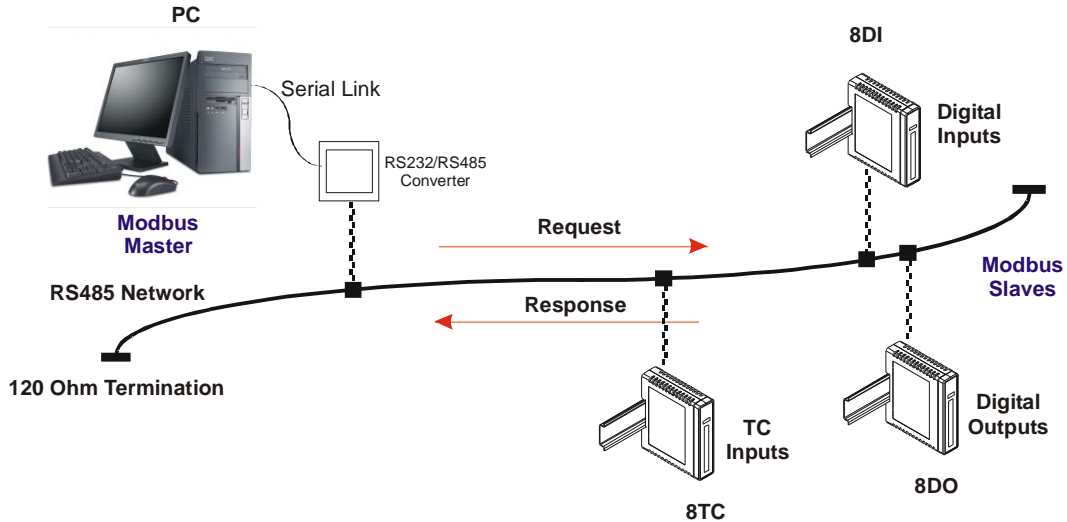 PC
8DI
Serial Link
Digital
Inputs
RS232/RS485
Converter
Modbus
Master
Request
Modbus
Slaves
RS485 Network
Response
120 Ohm Termination
TC
Inputs
Digital
Outputs
8DO
8TC